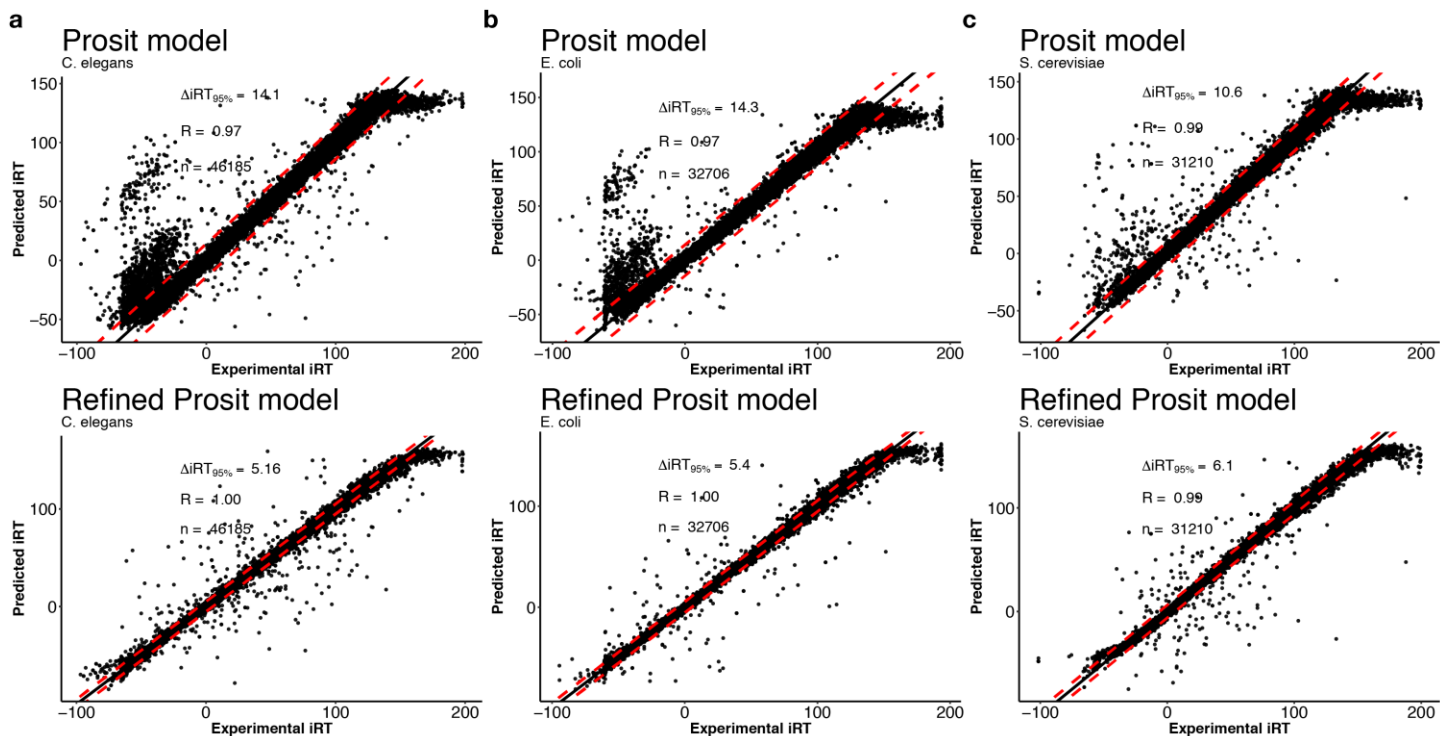 a
Prosit model
C. elegans
ΔiRT95% = 14.1
R = 0.97
n = 46185
Predicted iRT
150
100
50
0
−50
−100
0
100
200
Experimental iRT
b
Prosit model
E. coli
ΔiRT95% = 14.3
R = 0.97
n = 32706
Predicted iRT
150
100
50
0
−50
−100
0
100
200
Experimental iRT
c
Prosit model
S. cerevisiae
ΔiRT95% = 10.6
R = 0.99
n = 31210
Predicted iRT
150
100
50
0
−50
−100
0
100
200
Experimental iRT
Refined Prosit model
C. elegans
ΔiRT95% = 5.16
R = 1.00
n = 46185
Predicted iRT
100
0
−100
0
100
200
Experimental iRT
Refined Prosit model
E. coli
ΔiRT95% = 5.4
R = 1.00
n = 32706
Predicted iRT
100
0
−100
0
100
200
Experimental iRT
Refined Prosit model
S. cerevisiae
ΔiRT95% = 6.1
R = 0.99
n = 31210
Predicted iRT
100
0
−100
0
100
200
Experimental iRT